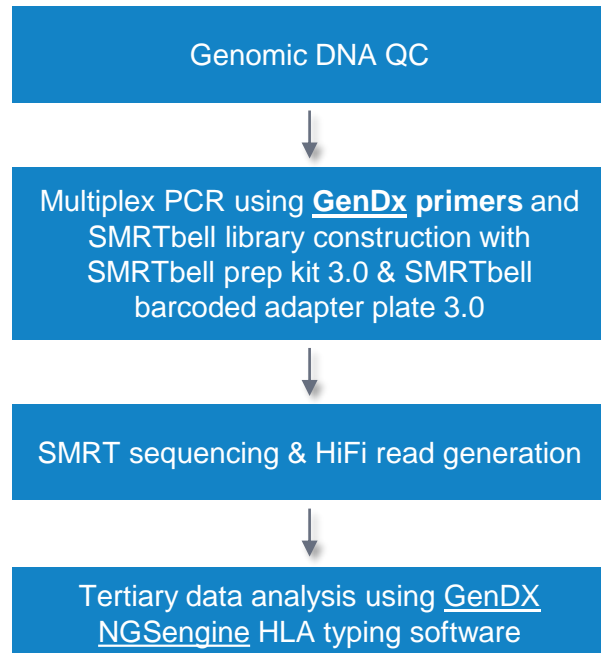 Genomic DNA QC
Multiplex PCR using GenDx primers and
SMRTbell library construction with
SMRTbell prep kit 3.0 & SMRTbell
barcoded adapter plate 3.0
SMRT sequencing & HiFi read generation
Tertiary data analysis using GenDX
NGSengine HLA typing software